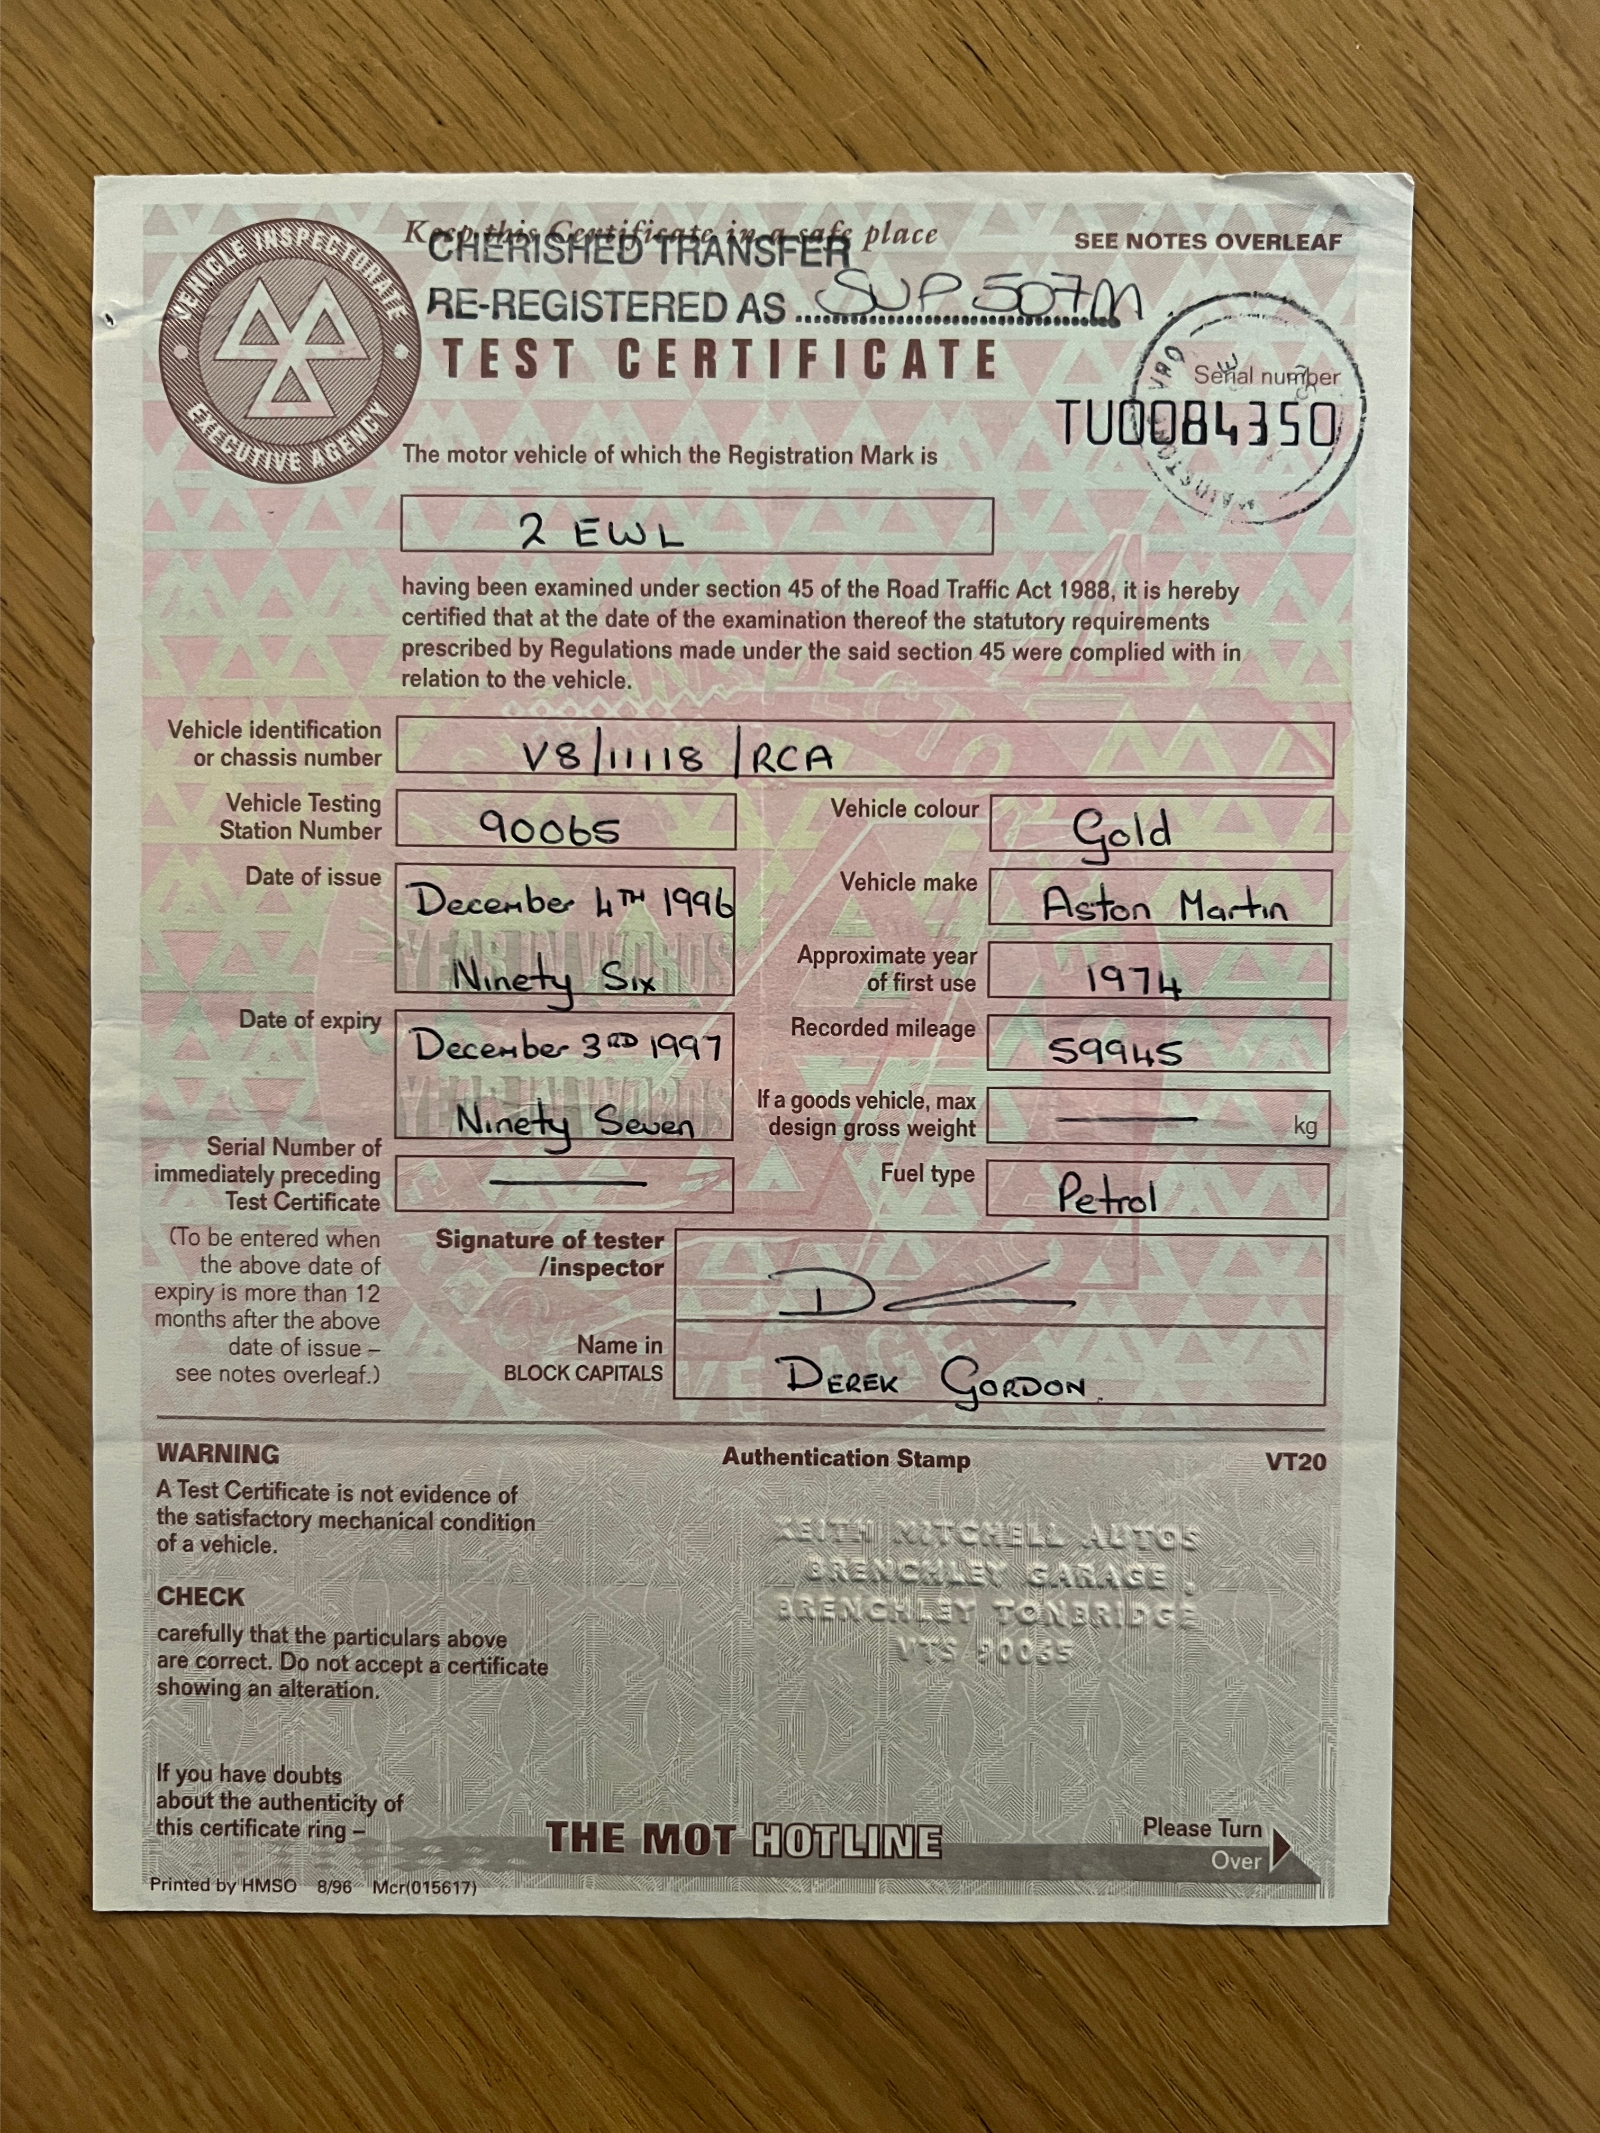 VEHICLE INSPECTORATE
EXECUTIVE AGENCY
Keep this Certificate in a safe place
SEE NOTES OVERLEAF
CHERISHED TRANSFER
RE-REGISTERED AS SUP 507M
TEST CERTIFICATE
Serial number
TU0084350
MAIDSTONE VRO
The motor vehicle of which the Registration Mark is
2 EWL
having been examined under section 45 of the Road Traffic Act 1988, it is hereby
certified that at the date of the examination thereof the statutory requirements
prescribed by Regulations made under the said section 45 were complied with in
relation to the vehicle.
Vehicle identification
or chassis number
V8/11118/RCA
Vehicle Testing
Station Number
90065
Vehicle colour
Gold
Date of issue
December 4TH 1996
YEAR IN WORDS
Ninety Six
Vehicle make
Aston Martin
Approximate year
of first use
1974
Date of expiry
December 3RD 1997
YEAR IN WORDS
Ninety Seven
Recorded mileage
59945
If a goods vehicle, max
design gross weight
kg
Serial Number of
immediately preceding
Test Certificate
Fuel type
Petrol
(To be entered when
the above date of
expiry is more than 12
months after the above
date of issue –
see notes overleaf.)
Signature of tester
/inspector
Name in
BLOCK CAPITALS
DEREK GORDON.
WARNING
A Test Certificate is not evidence of
the satisfactory mechanical condition
of a vehicle.
CHECK
carefully that the particulars above
are correct. Do not accept a certificate
showing an alteration.
Authentication Stamp
VT20
KEITH MITCHELL AUTOS
BRENCHLEY GARAGE,
BRENCHLEY TONBRIDGE
VTS 90065
If you have doubts
about the authenticity of
this certificate ring –
THE MOT HOTLINE
Please Turn
Over
Printed by HMSO 8/96 Mcr(015617)